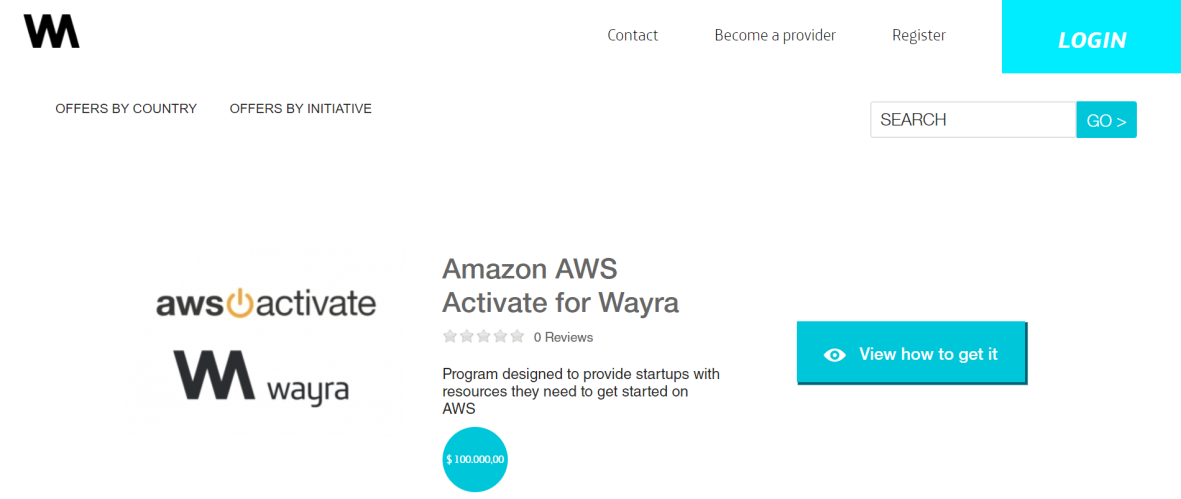 WA
Contact
Become a provider
Register
LOGIN
OFFERS BY COUNTRY
OFFERS BY INITIATIVE
SEARCH
GO >
aws activate
wayra
Amazon AWS
Activate for Wayra
0 Reviews
Program designed to provide startups with
resources they need to get started on
AWS
$ 100.000,00
View how to get it